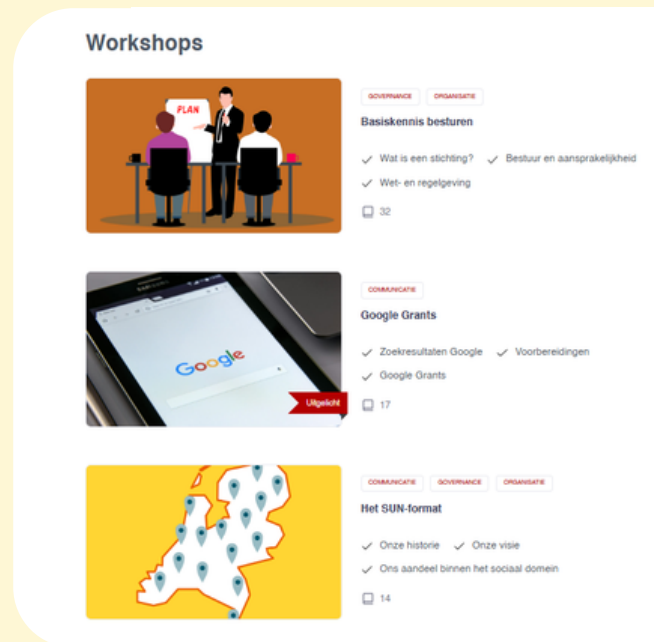 Workshops
PLAN
GOVERNANCE ORGANISATIE
Basiskennis besturen
Wat is een stichting? Bestuur en aansprakelijkheid
Wet- en regelgeving
32
COMMUNICATIE
Google Grants
Google
Zoekresultaten Google Voorbereidingen
Google Grants
Uitgelicht
17
COMMUNICATIE GOVERNANCE ORGANISATIE
Het SUN-format
Onze historie Onze visie
Ons aandeel binnen het sociaal domein
14